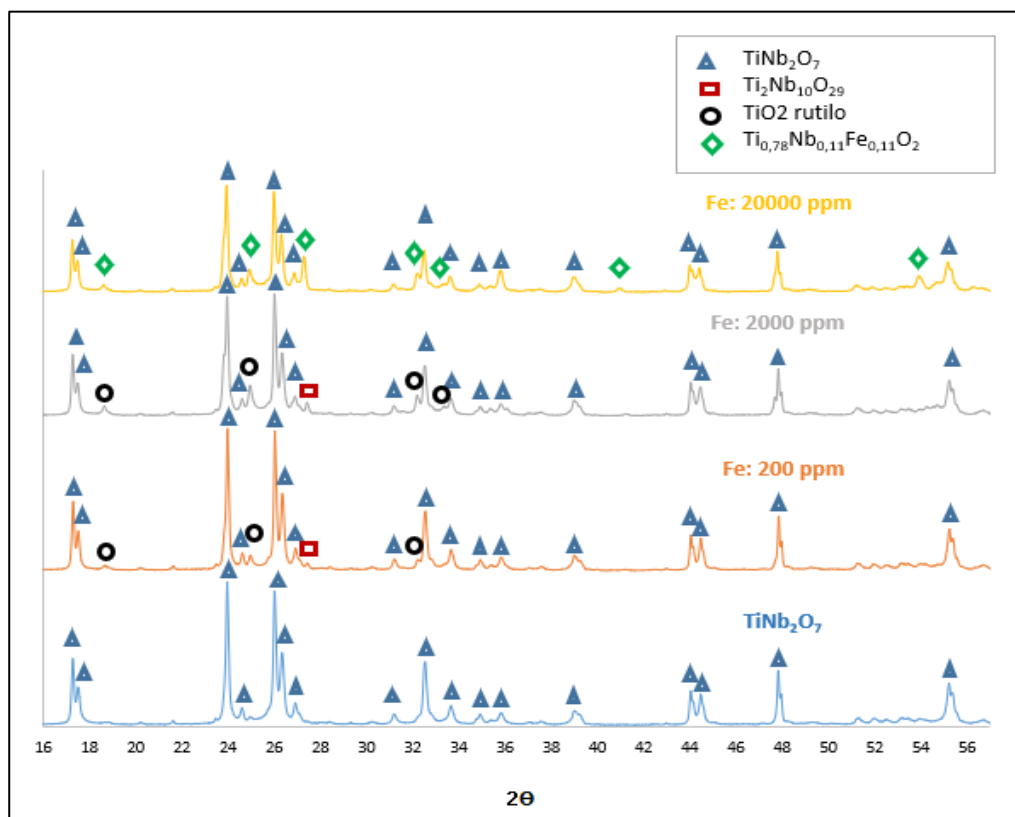 TiNb₂O₇
Ti₂Nb₁₀O₂₉
TiO2 rutilo
Ti₀,₇₈Nb₀,₁₁Fe₀,₁₁O₂
Fe: 20000 ppm
Fe: 2000 ppm
Fe: 200 ppm
TiNb₂O₇
16 18 20 22 24 26 28 30 32 34 36 38 40 42 44 46 48 50 52 54 56
2Θ